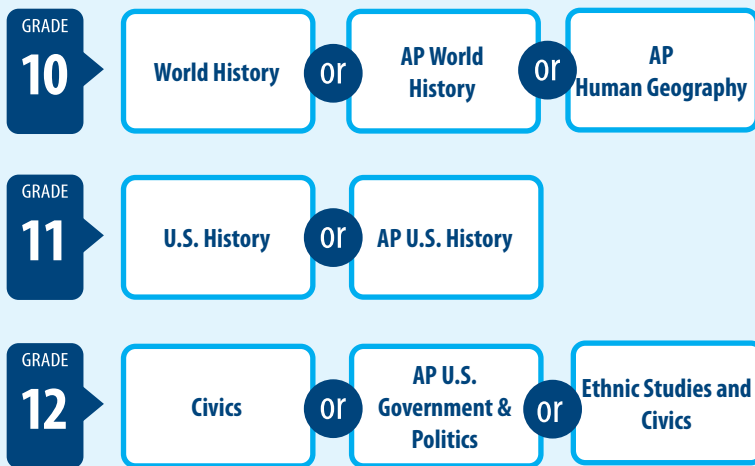 GRADE
10
World History
or
AP World
History
or
AP
Human Geography
GRADE
11
U.S. History
or
AP U.S. History
GRADE
12
Civics
or
AP U.S.
Government &
Politics
or
Ethnic Studies and
Civics